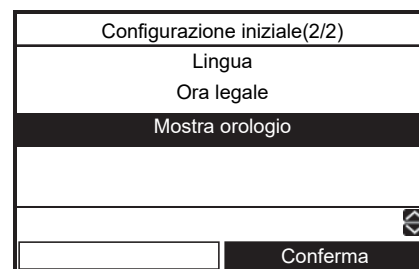 Configurazione iniziale(2/2)
Lingua
Ora legale
Mostra orologio
Conferma